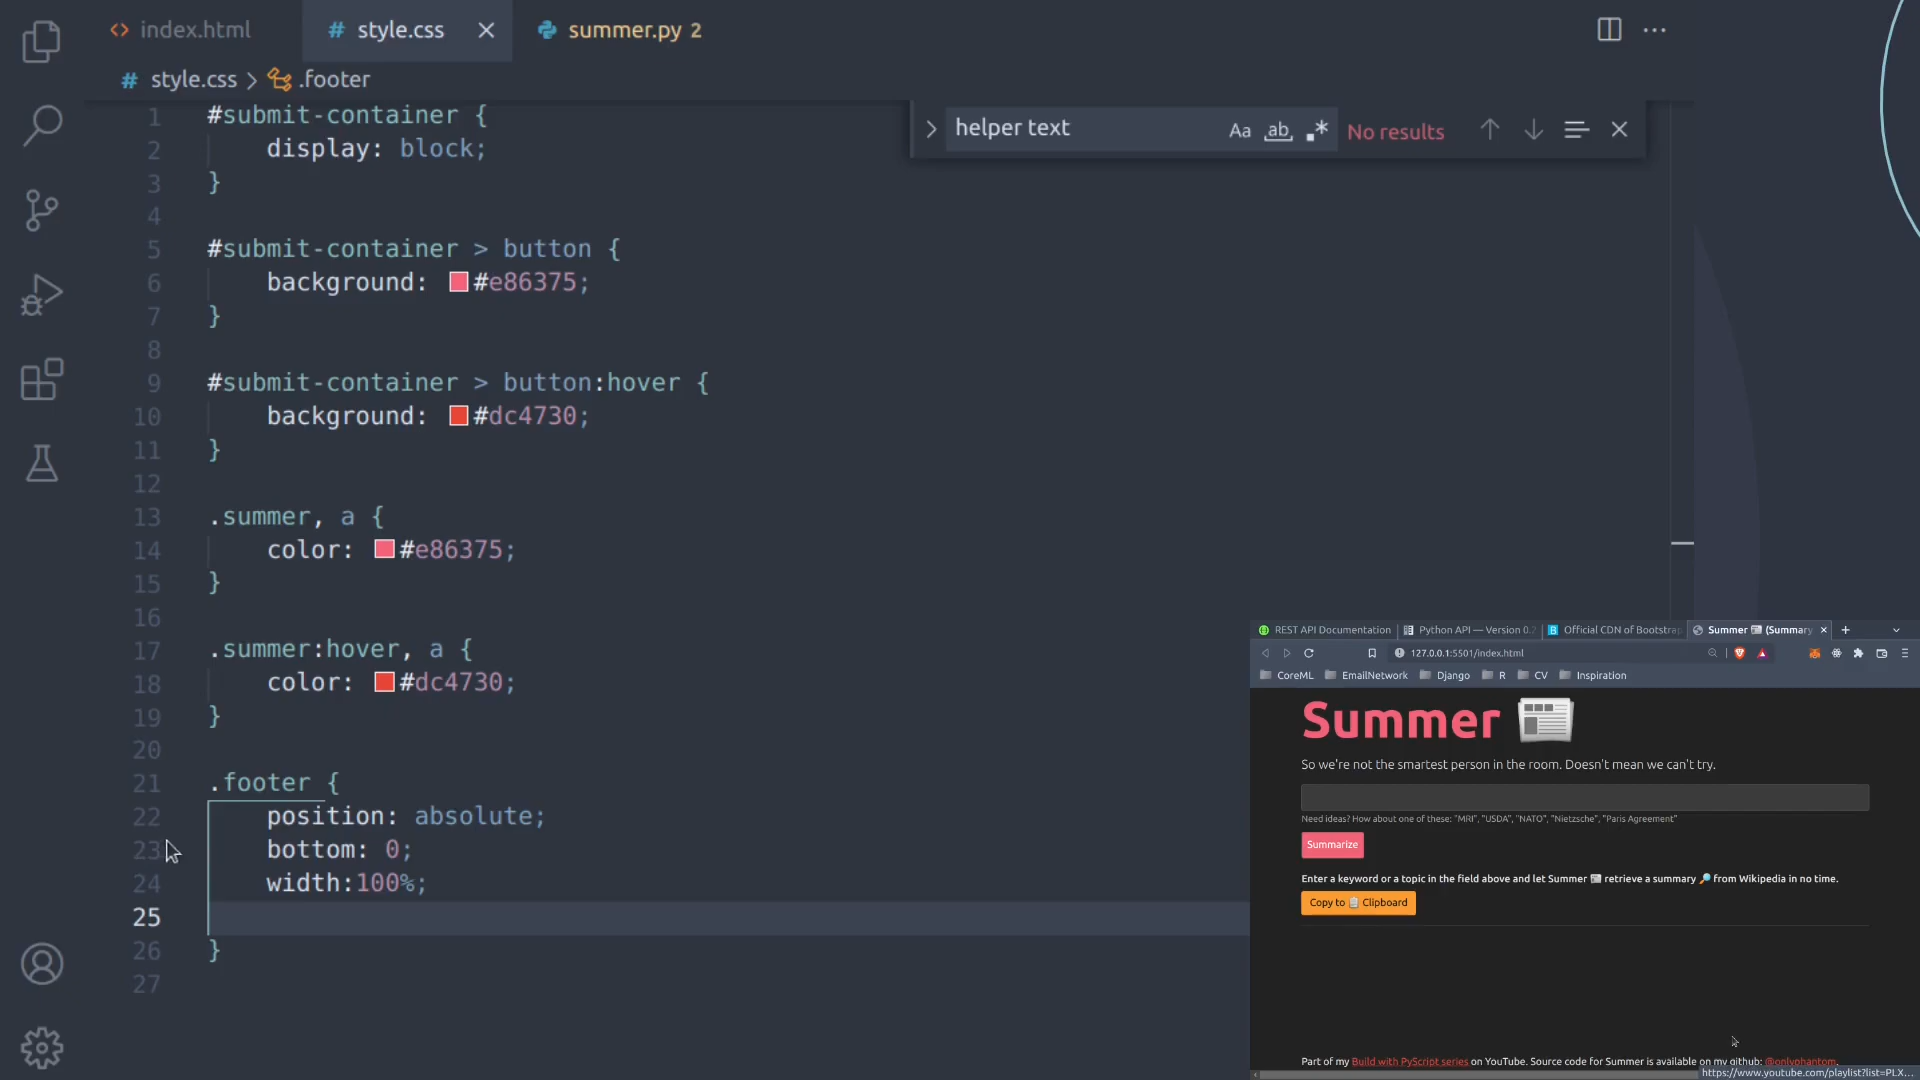 index.html
# style.css
summer.py 2
# style.css > .footer
helper text
Aa
ab
.*
No results
1 #submit-container {
2 display: block;
3 }
4
5 #submit-container > button {
6 background: #e86375;
7 }
8
9 #submit-container > button:hover {
10 background: #dc4730;
11 }
12
13 .summer, a {
14 color: #e86375;
15 }
16
17 .summer:hover, a {
18 color: #dc4730;
19 }
20
21 .footer {
22 position: absolute;
23 bottom: 0;
24 width:100%;
25
26 }
27
REST API Documentation
Python API — Version 0.
Official CDN of Bootstrap
Summer 📰 (Summary
127.0.0.1:5501/index.html
CoreML
EmailNetwork
Django
R
CV
Inspiration
Summer 📰
So we're not the smartest person in the room. Doesn't mean we can't try.
Need ideas? How about one of these: "MRI", "USDA", "NATO", "Nietzsche", "Paris Agreement"
Summarize
Enter a keyword or a topic in the field above and let Summer 📰 retrieve a summary 🔎 from Wikipedia in no time.
Copy to 📋 Clipboard
Part of my Build with PyScript series on YouTube. Source code for Summer is available on my github: @onlyphantom.
https://www.youtube.com/playlist?list=PLX...